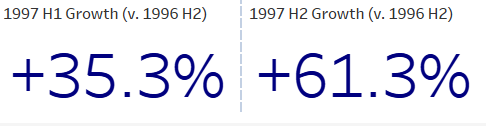 1997 H1 Growth (v. 1996 H2)
+35.3%
1997 H2 Growth (v. 1996 H2)
+61.3%